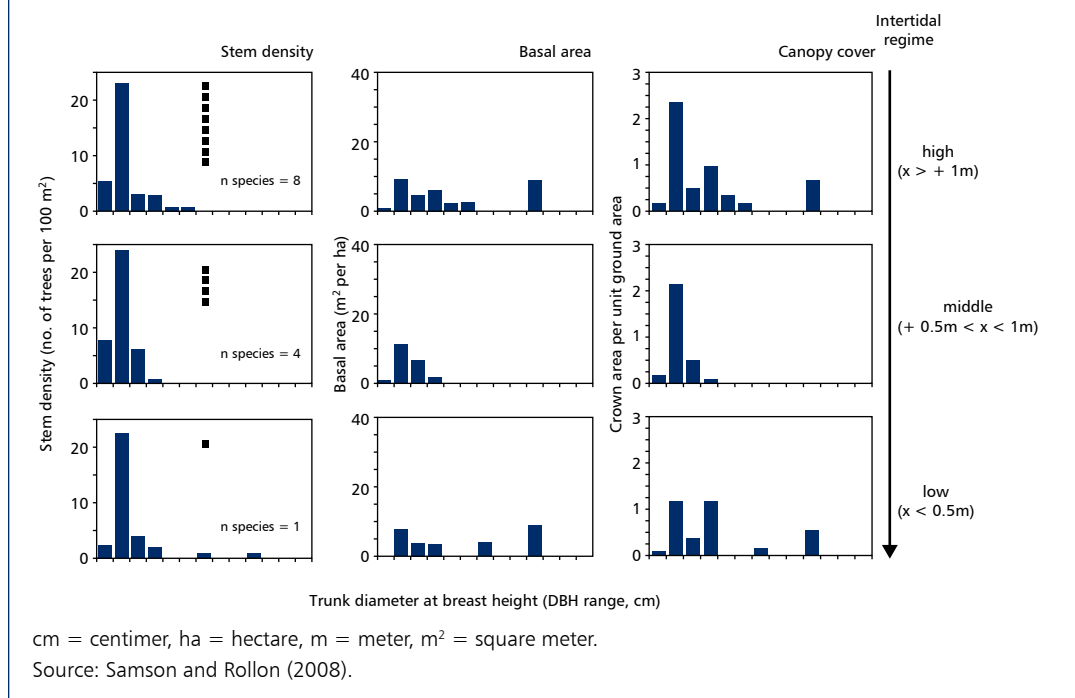 Intertidal
regime
Stem density
Basal area
Canopy cover
Stem density (no. of trees per 100 m²)
20
10
0
n species = 8
20
10
0
n species = 4
20
10
0
n species = 1
Basal area (m² per ha)
40
20
0
40
20
0
40
20
0
Crown area per unit ground area
3
2
1
0
3
2
1
0
3
2
1
0
high
(x > + 1m)
middle
(+ 0.5m < x < 1m)
low
(x < 0.5m)
Trunk diameter at breast height (DBH range, cm)
cm = centimer, ha = hectare, m = meter, m² = square meter.
Source: Samson and Rollon (2008).